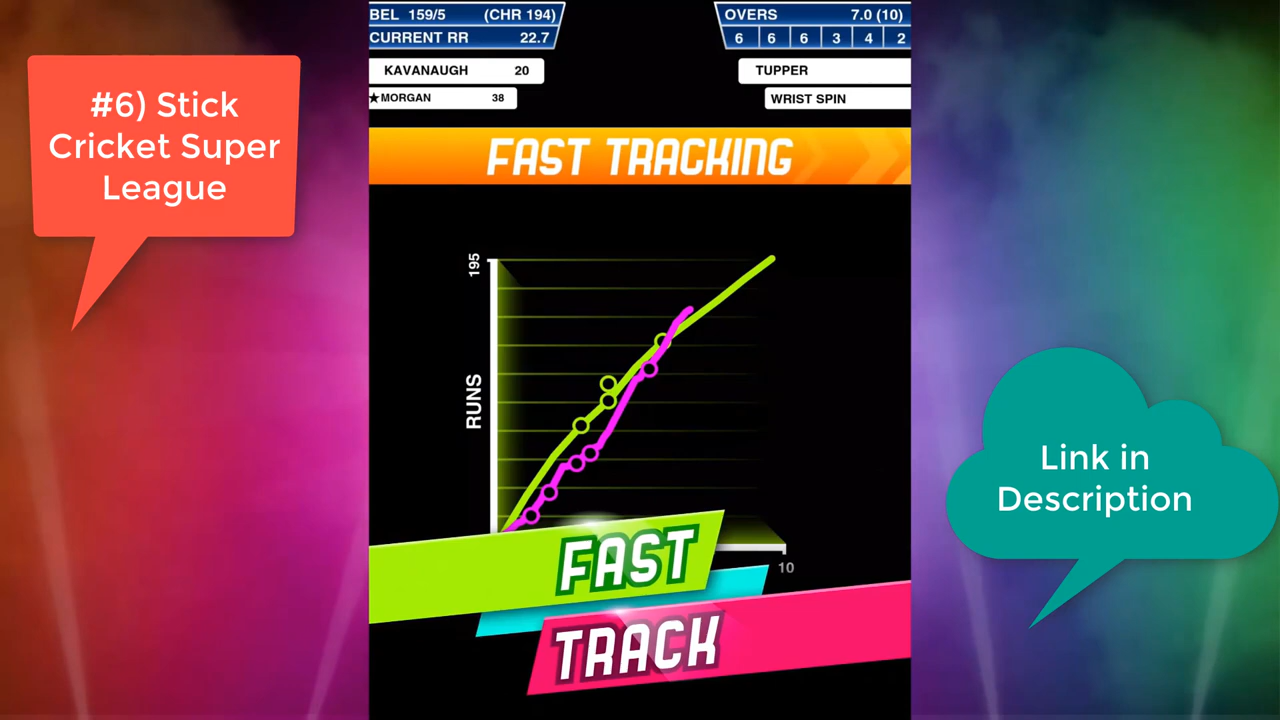 #6) Stick
Cricket Super
League
BEL 159/5 (CHR 194)
CURRENT RR 22.7
OVERS 7.0 (10)
6 6 6 3 4 2
KAVANAUGH 20
★MORGAN 38
TUPPER
WRIST SPIN
FAST TRACKING
195
RUNS
10
FAST
TRACK
Link in
Description